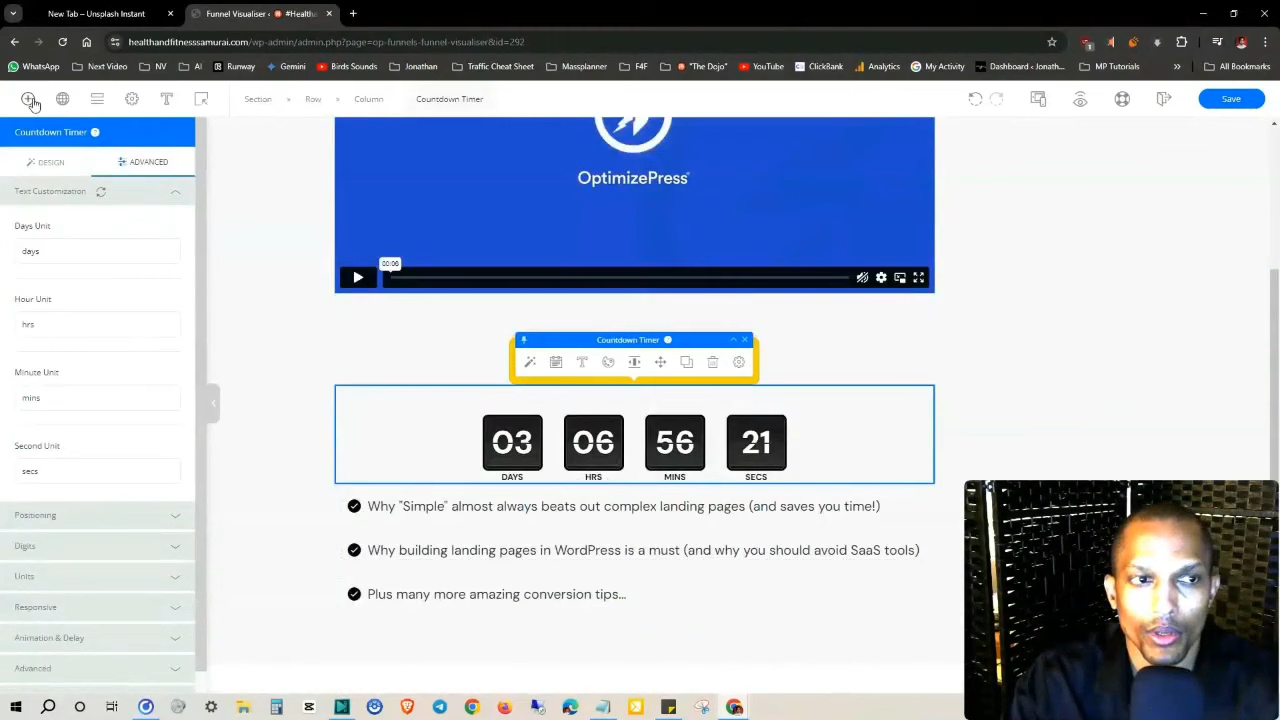 New Tab – Unsplash Instant
Funnel Visualiser
#Health
healthandfitnesssamurai.com/wp-admin/admin.php?page=op-funnels-funnel-visualiser&id=292
WhatsApp
Next Video
NV
AI
Runway
Gemini
Birds Sounds
Jonathan
Traffic Cheat Sheet
Massplanner
F4F
"The Dojo"
YouTube
ClickBank
Analytics
My Activity
Dashboard ‹ Jonath...
MP Tutorials
All Bookmarks
Section
Row
Column
Countdown Timer
Save
Countdown Timer
DESIGN
ADVANCED
Text Customization
Days Unit
days
Hour Unit
hrs
Minute Unit
mins
Second Unit
secs
Positioning
Digits
Units
Responsive
Animation & Delay
Advanced
OptimizePress
00:06
Countdown Timer
03 06 56 21
DAYS HRS MINS SECS
Why "Simple" almost always beats out complex landing pages (and saves you time!)
Why building landing pages in WordPress is a must (and why you should avoid SaaS tools)
Plus many more amazing conversion tips...